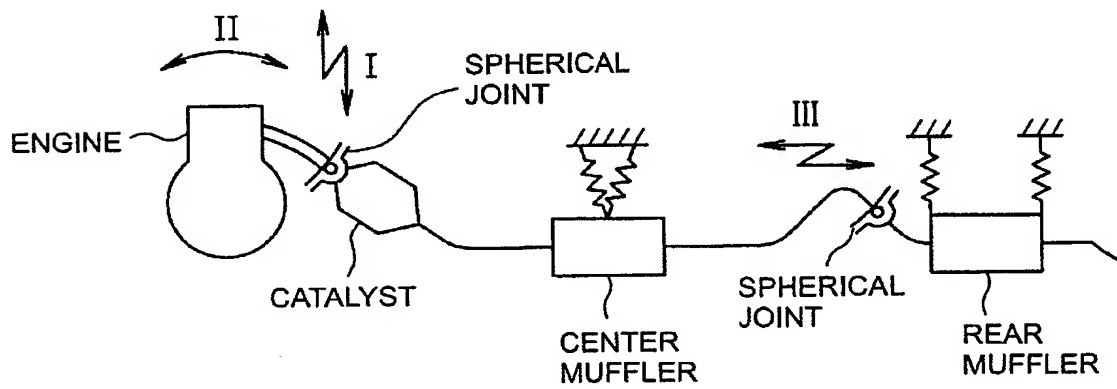 II
I
SPHERICAL
JOINT
III
ENGINE
CATALYST
SPHERICAL
JOINT
CENTER
MUFFLER
REAR
MUFFLER